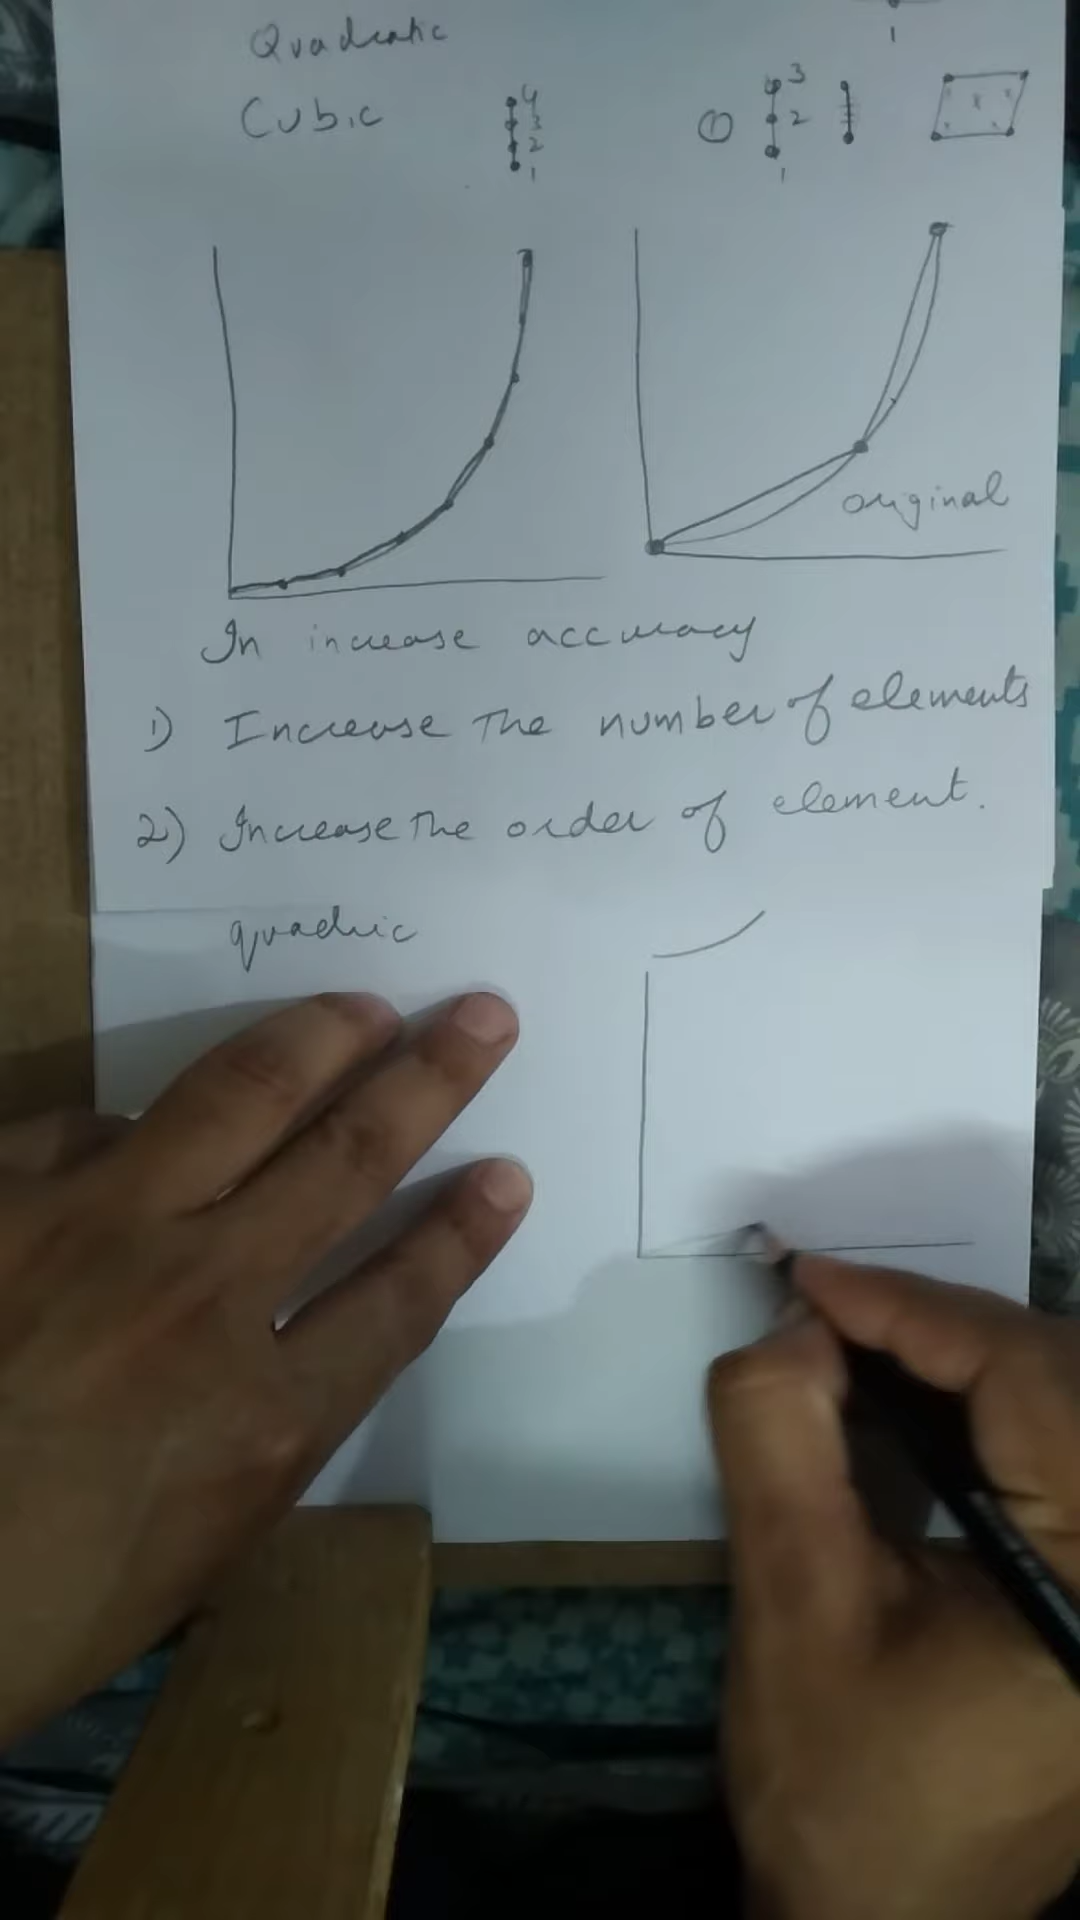 1
Quadratic
Cubic
4
3
2
1
①
3
2
1
original
In increase accuracy
1) Increase The number of elements
2) Increase The order of element.
quadric